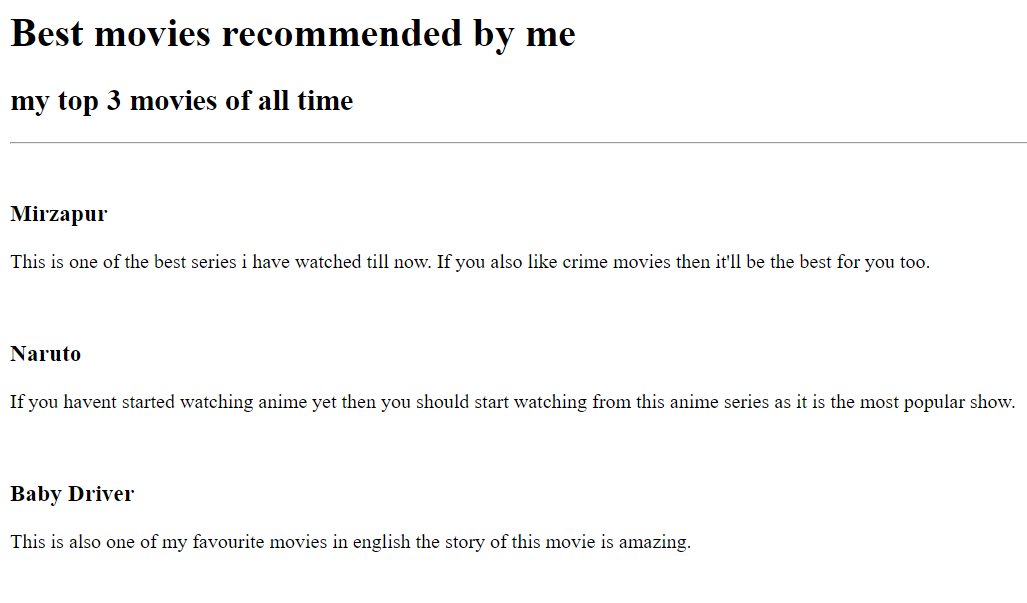 Best movies recommended by me
my top 3 movies of all time
Mirzapur
This is one of the best series i have watched till now. If you also like crime movies then it'll be the best for you too.
Naruto
If you havent started watching anime yet then you should start watching from this anime series as it is the most popular show.
Baby Driver
This is also one of my favourite movies in english the story of this movie is amazing.